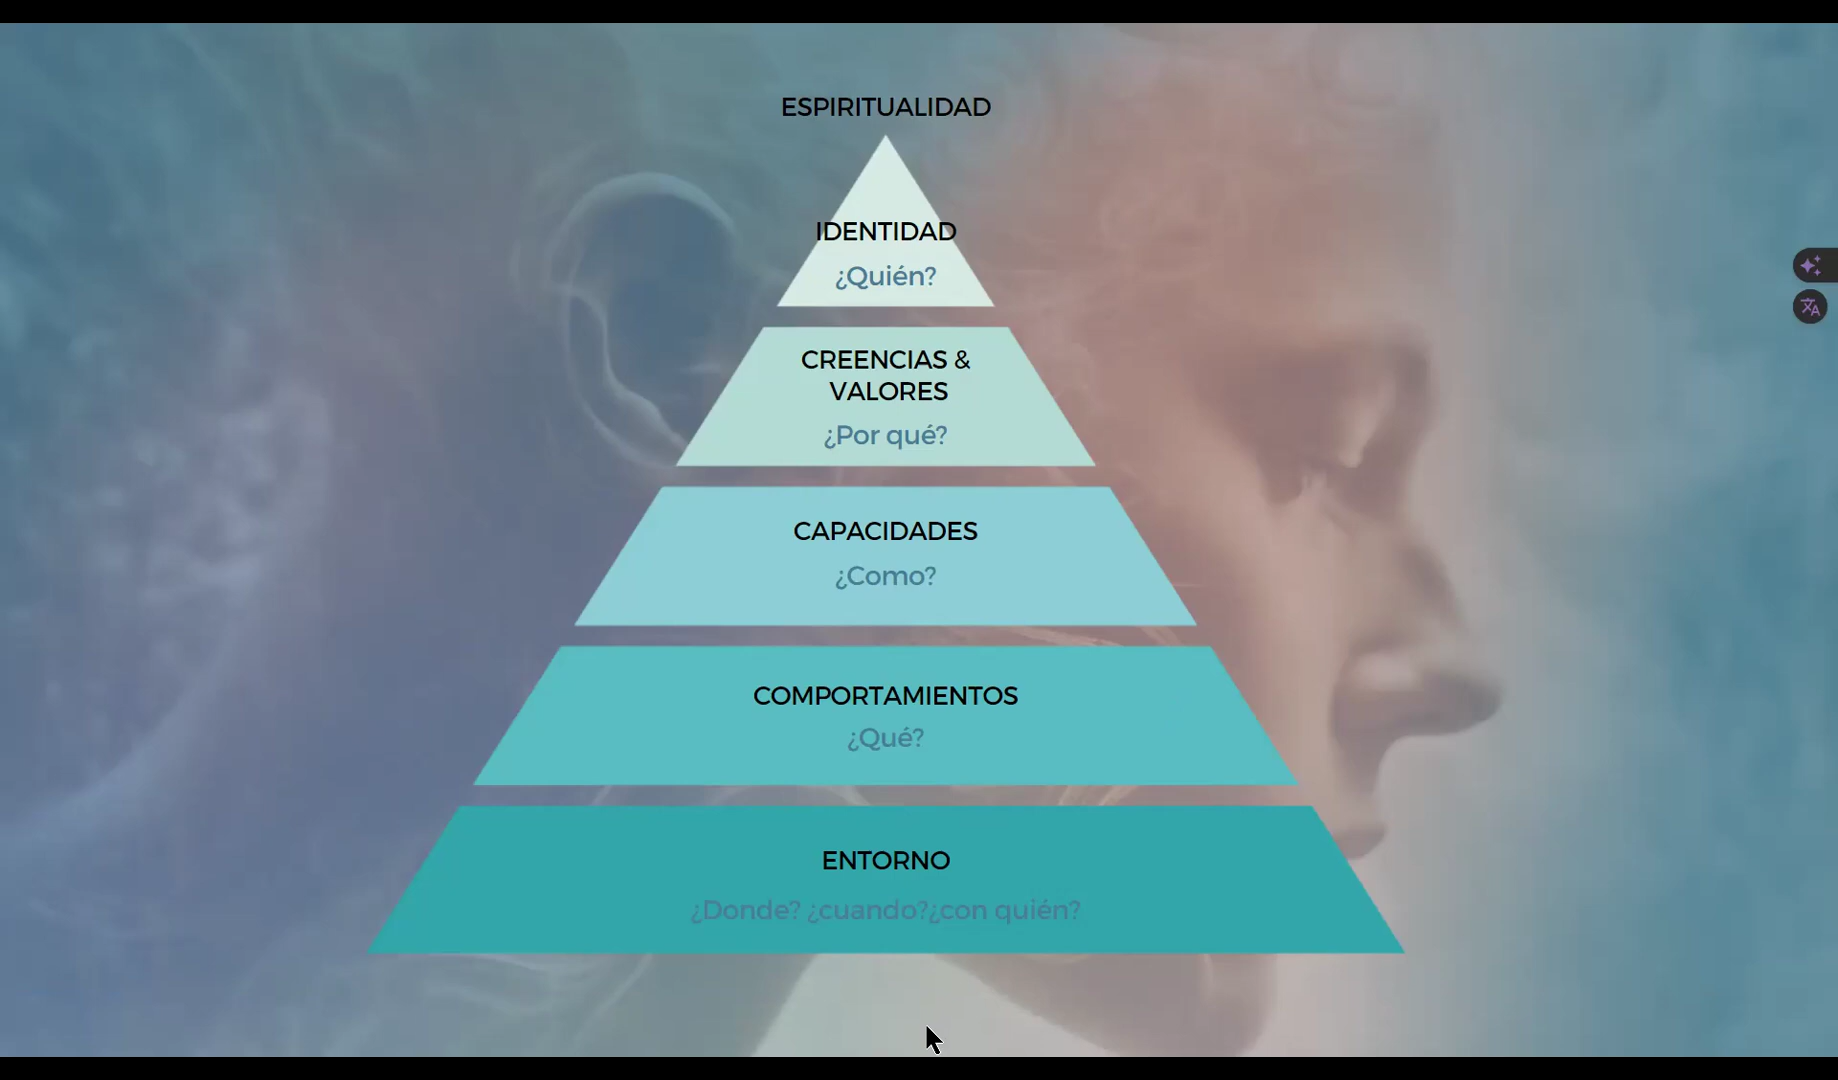 ESPIRITUALIDAD
IDENTIDAD
¿Quién?
CREENCIAS &
VALORES
¿Por qué?
CAPACIDADES
¿Como?
COMPORTAMIENTOS
¿Qué?
ENTORNO
¿Donde? ¿cuando?¿con quién?